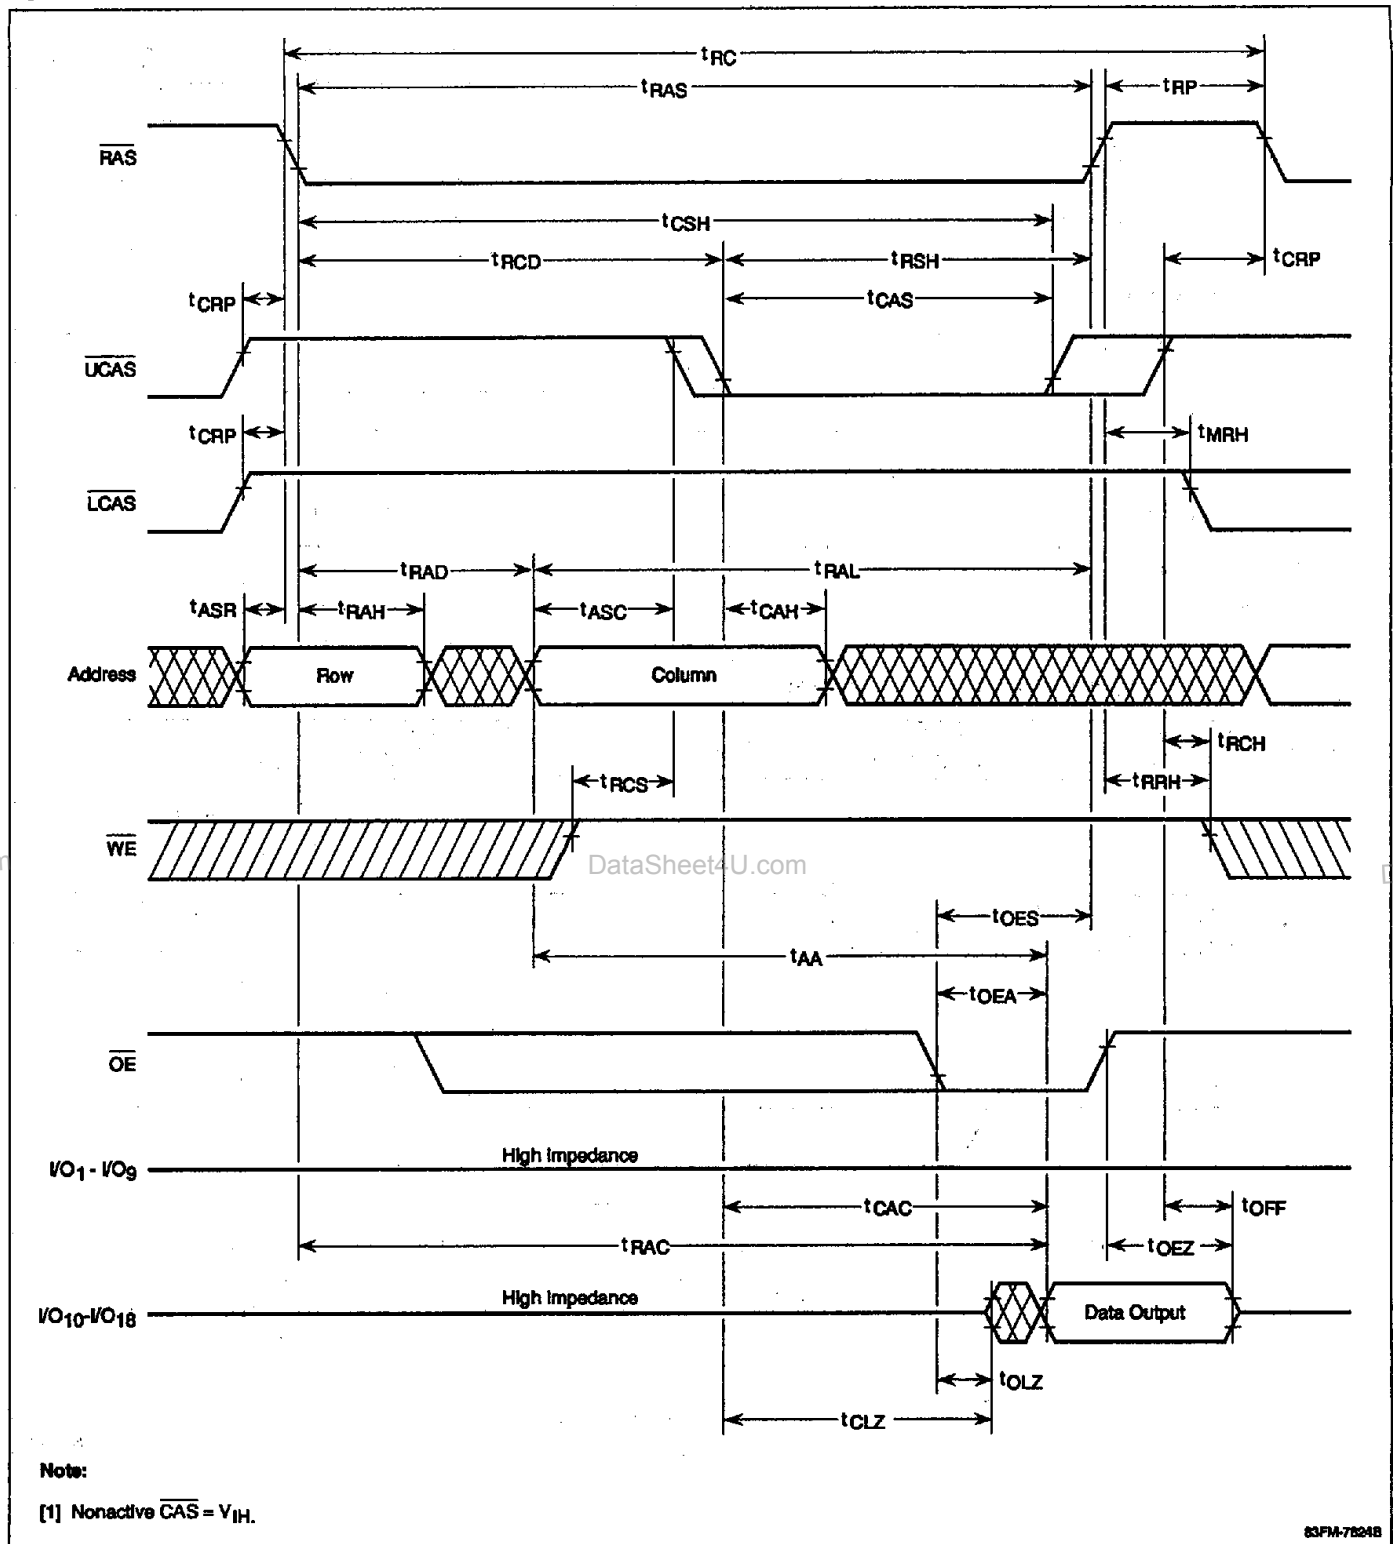 tRC
tRAS
tRP
RAS
tCSH
tRCD
tRSH
tCRP
tCRP
tCAS
UCAS
tCRP
tMRH
LCAS
tRAD
tRAL
tASR
tRAH
tASC
tCAH
Address
Row
Column
tRCH
tRCS
tRRH
WE
DataSheet4U.com
tOES
tAA
tOEA
OE
High Impedance
I/O1 - I/O9
tCAC
tOFF
tRAC
tOEZ
High Impedance
I/O10-I/O18
Data Output
tOLZ
tCLZ
Note:
[1] Nonactive CAS = VIH.
83FM-7624B